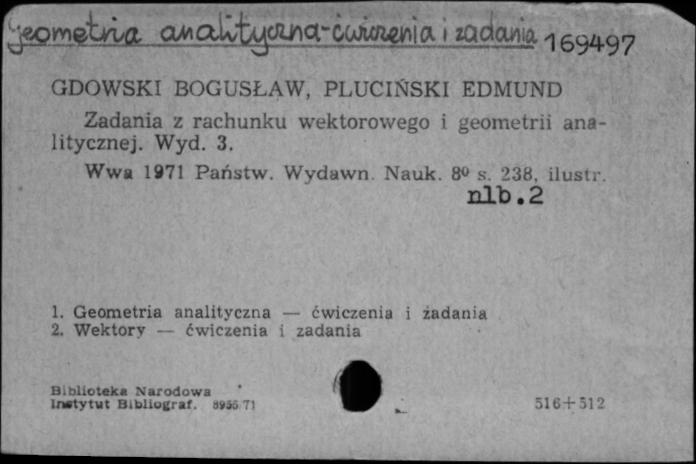 Geometria analityczna-ćwiczenia i zadania 169497
GDOWSKI BOGUSŁAW, PLUCIŃSKI EDMUND
Zadania z rachunku wektorowego i geometrii ana-
litycznej. Wyd. 3.
Wwa 1971 Państw. Wydawn. Nauk. 8º s. 238, ilustr.
nlb.2
1. Geometria analityczna — ćwiczenia i zadania
2. Wektory — ćwiczenia i zadania
Biblioteka Narodowa
Instytut Bibliograf. 8955/71
516+512